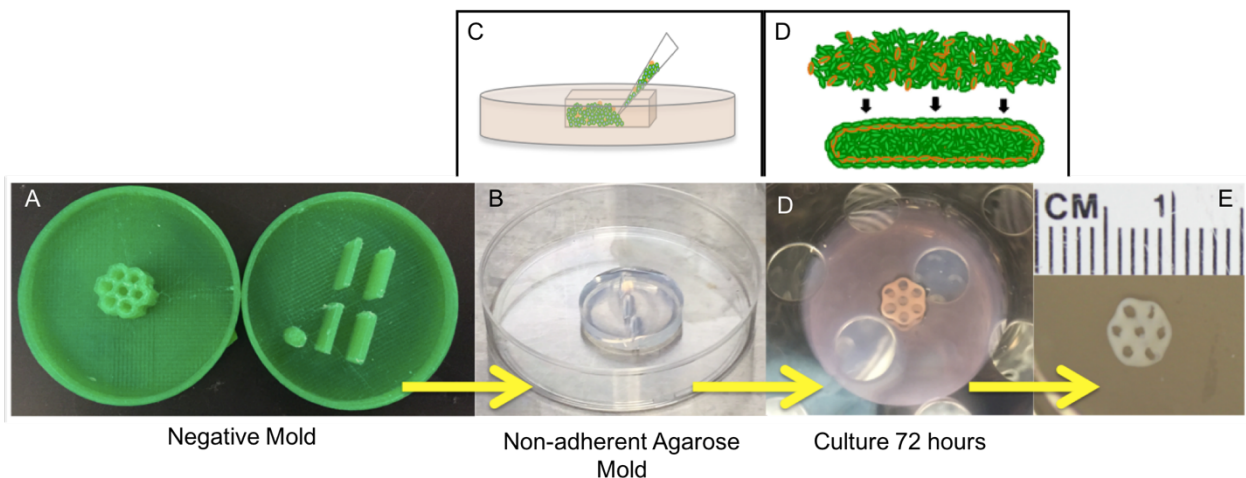 C
D
A
B
D
CM 1
E
Negative Mold
Non-adherent Agarose
Mold
Culture 72 hours